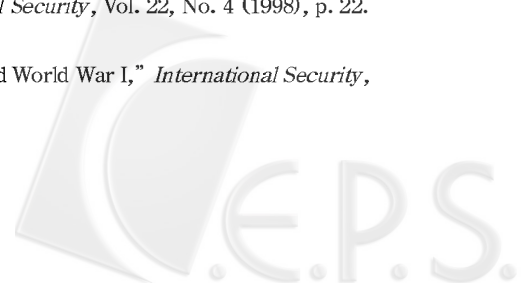 l Security, Vol. 22, No. 4 (1998), p. 22.
d World War I,” International Security,
C.E.P.S.